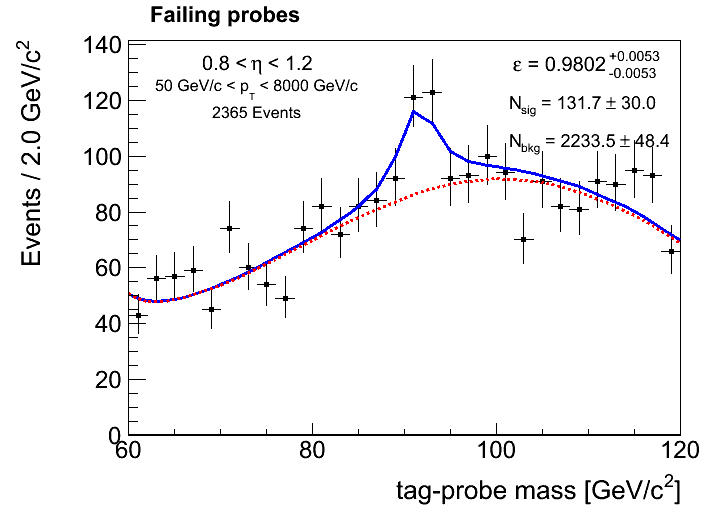 Failing probes
0.8 < η < 1.2
50 GeV/c < p_T < 8000 GeV/c
2365 Events
ε = 0.9802 +0.0053 -0.0053
N_sig = 131.7 ± 30.0
N_bkg = 2233.5 ± 48.4
Events / 2.0 GeV/c²
140
120
100
80
60
40
20
0
60 80 100 120
tag-probe mass [GeV/c²]